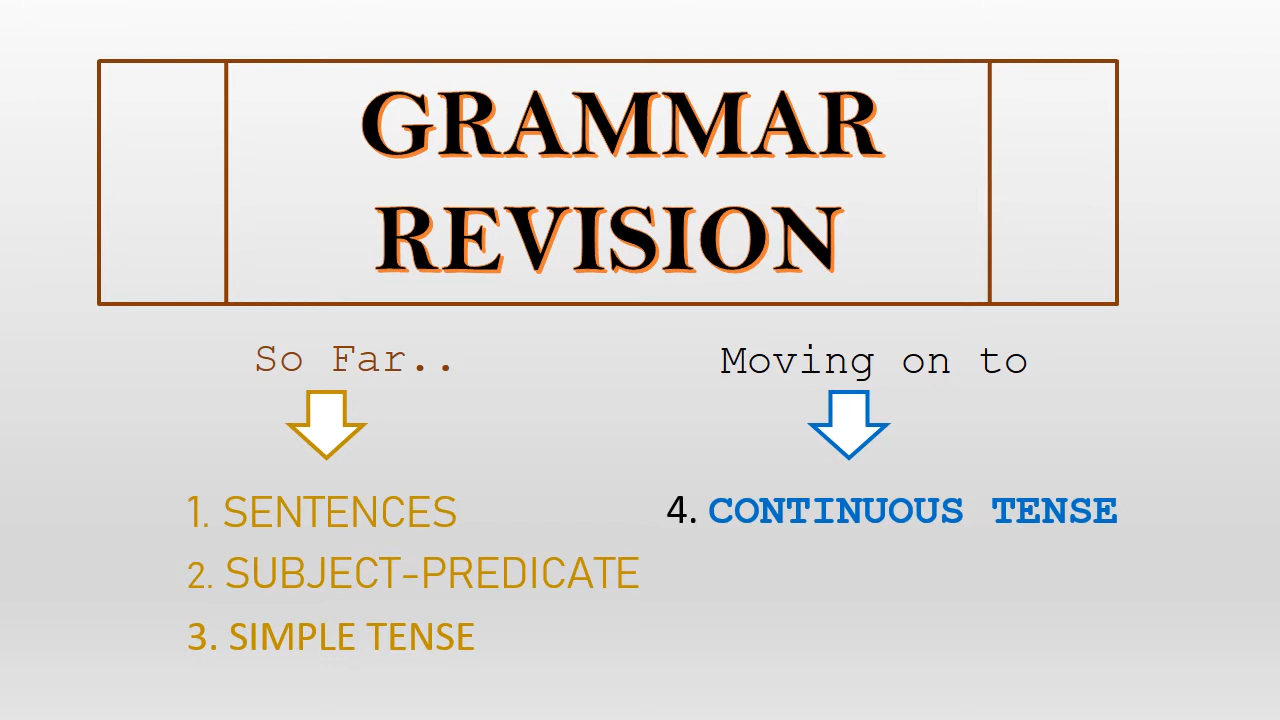 GRAMMAR
REVISION
So Far..
1. SENTENCES
2. SUBJECT-PREDICATE
3. SIMPLE TENSE
Moving on to
4. CONTINUOUS TENSE